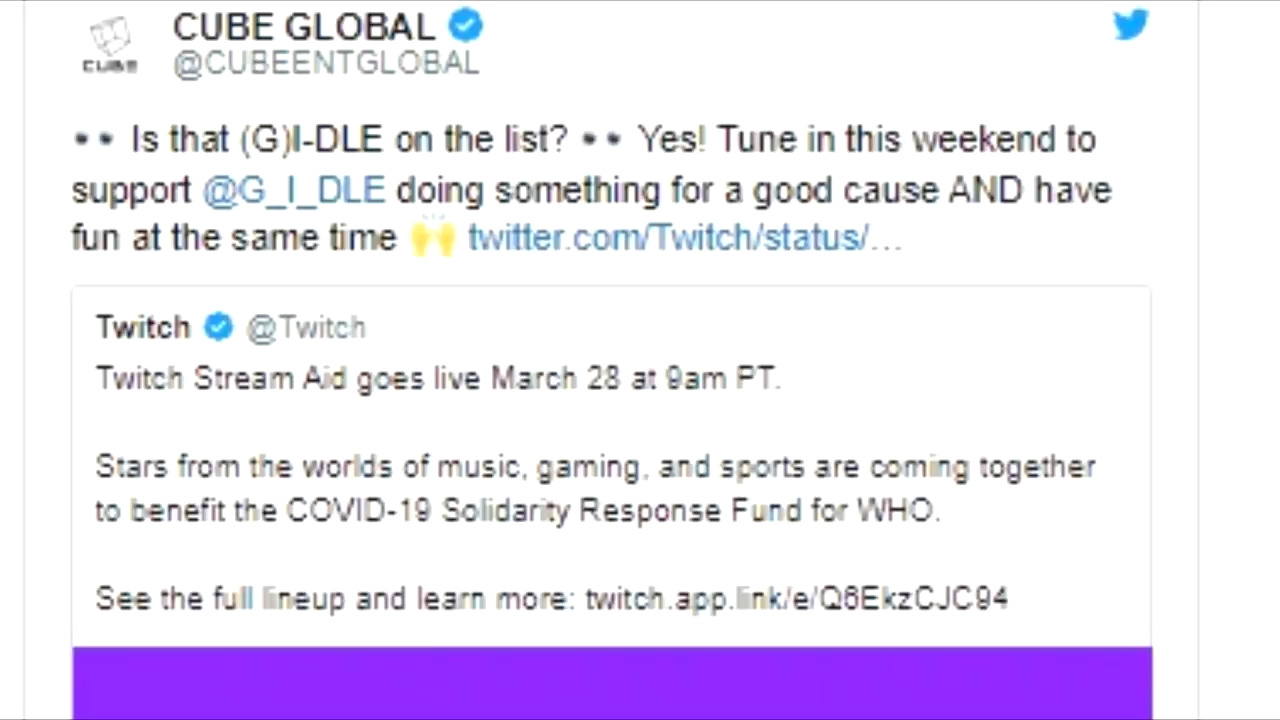 CUBE GLOBAL
CUBE
@CUBEENTGLOBAL
👀 Is that (G)I-DLE on the list? 👀 Yes! Tune in this weekend to
support @G_I_DLE doing something for a good cause AND have
fun at the same time 🙌 twitter.com/Twitch/status/…
Twitch @Twitch
Twitch Stream Aid goes live March 28 at 9am PT.
Stars from the worlds of music, gaming, and sports are coming together
to benefit the COVID-19 Solidarity Response Fund for WHO.
See the full lineup and learn more: twitch.app.link/e/Q6EkzCJC94